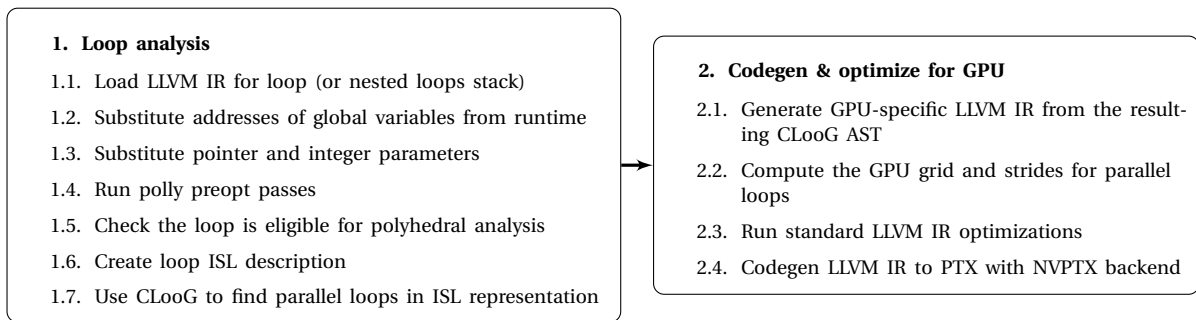 1. Loop analysis
1.1. Load LLVM IR for loop (or nested loops stack)
1.2. Substitute addresses of global variables from runtime
1.3. Substitute pointer and integer parameters
1.4. Run polly preopt passes
1.5. Check the loop is eligible for polyhedral analysis
1.6. Create loop ISL description
1.7. Use CLooG to find parallel loops in ISL representation
2. Codegen & optimize for GPU
2.1. Generate GPU-specific LLVM IR from the result-
ing CLooG AST
2.2. Compute the GPU grid and strides for parallel
loops
2.3. Run standard LLVM IR optimizations
2.4. Codegen LLVM IR to PTX with NVPTX backend